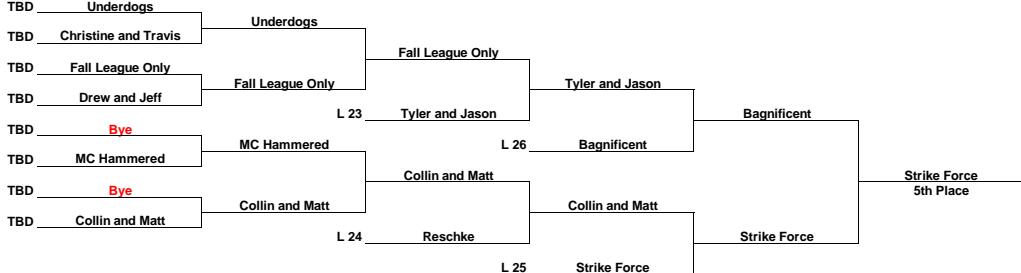 TBD Underdogs
Underdogs
TBD Christine and Travis
Fall League Only
TBD Fall League Only
Fall League Only
Tyler and Jason
TBD Drew and Jeff
L 23 Tyler and Jason
Bagnificent
TBD Bye
MC Hammered
L 26 Bagnificent
TBD MC Hammered
Collin and Matt
Strike Force
TBD Bye
5th Place
Collin and Matt
Collin and Matt
TBD Collin and Matt
L 24 Reschke
Strike Force
L 25 Strike Force